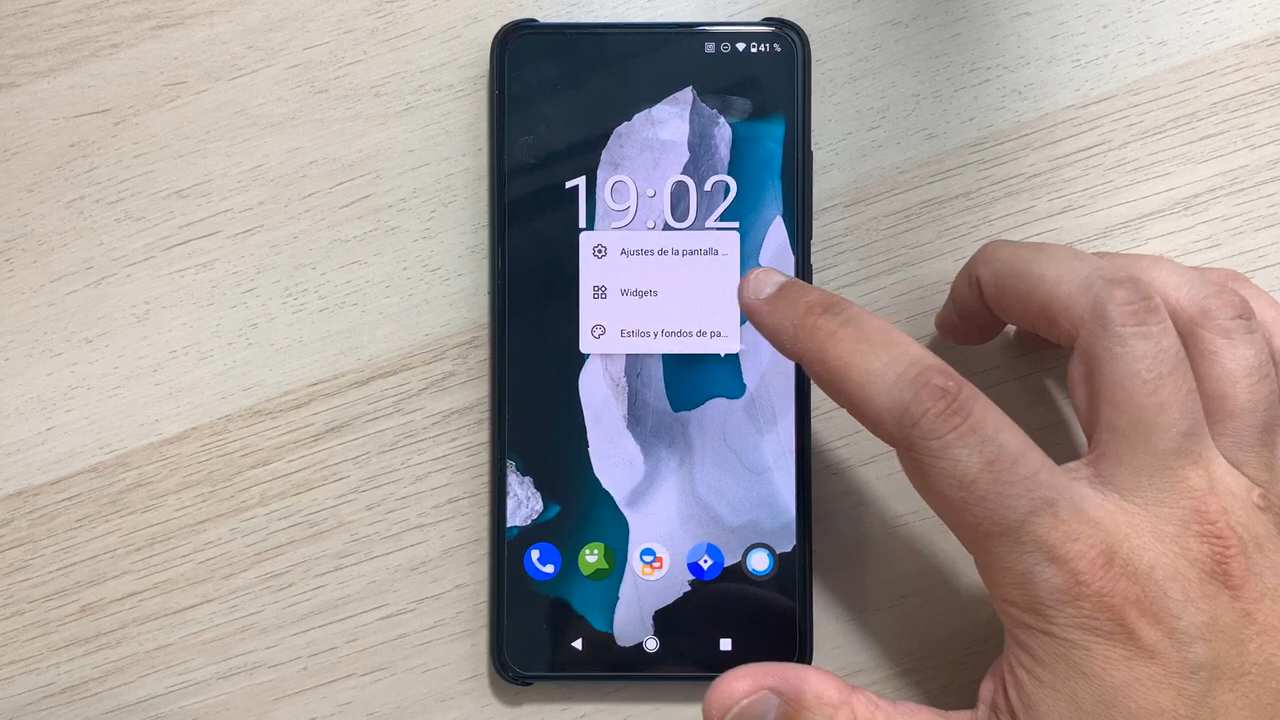 41 %
19:02
Ajustes de la pantalla ...
Widgets
Estilos y fondos de pa...